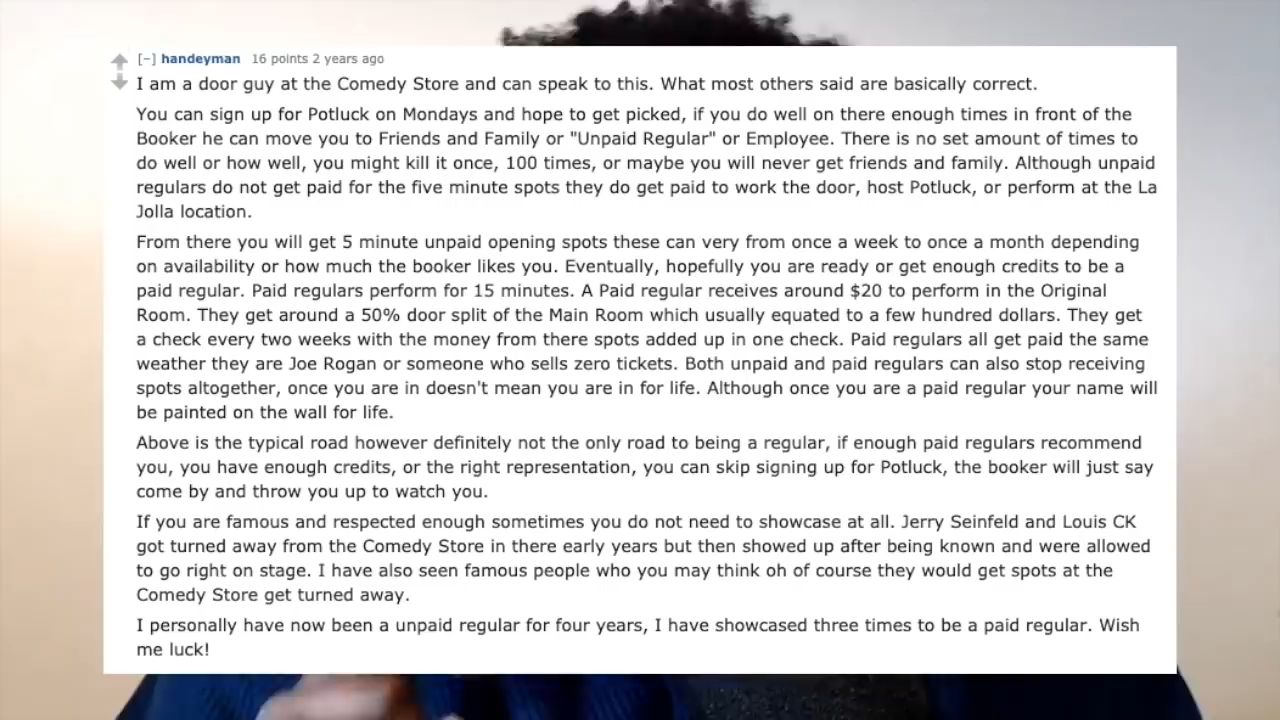 [–] handeyman 16 points 2 years ago
I am a door guy at the Comedy Store and can speak to this. What most others said are basically correct.
You can sign up for Potluck on Mondays and hope to get picked, if you do well on there enough times in front of the
Booker he can move you to Friends and Family or "Unpaid Regular" or Employee. There is no set amount of times to
do well or how well, you might kill it once, 100 times, or maybe you will never get friends and family. Although unpaid
regulars do not get paid for the five minute spots they do get paid to work the door, host Potluck, or perform at the La
Jolla location.
From there you will get 5 minute unpaid opening spots these can very from once a week to once a month depending
on availability or how much the booker likes you. Eventually, hopefully you are ready or get enough credits to be a
paid regular. Paid regulars perform for 15 minutes. A Paid regular receives around $20 to perform in the Original
Room. They get around a 50% door split of the Main Room which usually equated to a few hundred dollars. They get
a check every two weeks with the money from there spots added up in one check. Paid regulars all get paid the same
weather they are Joe Rogan or someone who sells zero tickets. Both unpaid and paid regulars can also stop receiving
spots altogether, once you are in doesn't mean you are in for life. Although once you are a paid regular your name will
be painted on the wall for life.
Above is the typical road however definitely not the only road to being a regular, if enough paid regulars recommend
you, you have enough credits, or the right representation, you can skip signing up for Potluck, the booker will just say
come by and throw you up to watch you.
If you are famous and respected enough sometimes you do not need to showcase at all. Jerry Seinfeld and Louis CK
got turned away from the Comedy Store in there early years but then showed up after being known and were allowed
to go right on stage. I have also seen famous people who you may think oh of course they would get spots at the
Comedy Store get turned away.
I personally have now been a unpaid regular for four years, I have showcased three times to be a paid regular. Wish
me luck!